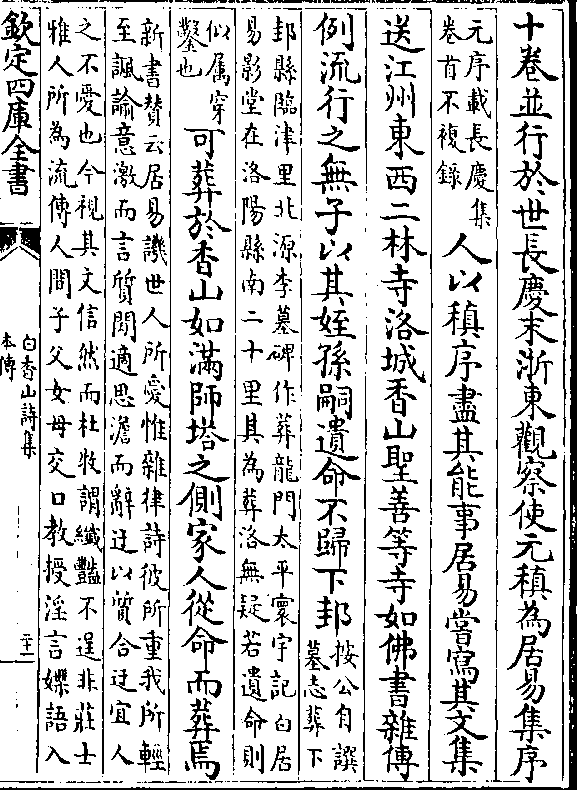 十卷並行於世長慶末浙東觀察使元稹為居易集序
元序載長慶集
卷首不複錄
人以稹序盡其能事居易嘗寫其文集
送江州東西二林寺洛城香山聖善等寺如佛書雜傳
例流行之無子以其姪孫嗣遺命不歸下邽
按公自譔
墓志葬下
邽縣臨津里北源李墓碑作葬龍門太平寰宇記白居
易影堂在洛陽縣南二十里其為葬洛無疑若遺命則
似属穿
鑿也
可葬於香山如滿師塔之側家人從命而葬焉
新書贊云居易譏世人所愛惟雜律詩彼所重我所輕
至諷諭意激而言質閒適思澹而辭迂以質合迂宜人
之不愛也今視其文信然而杜牧謂纖豔不逞非莊士
雅人所為流傳人間子父女母交口教授淫言媟語入
欽定四庫全書
白香山詩集
本傳
二十